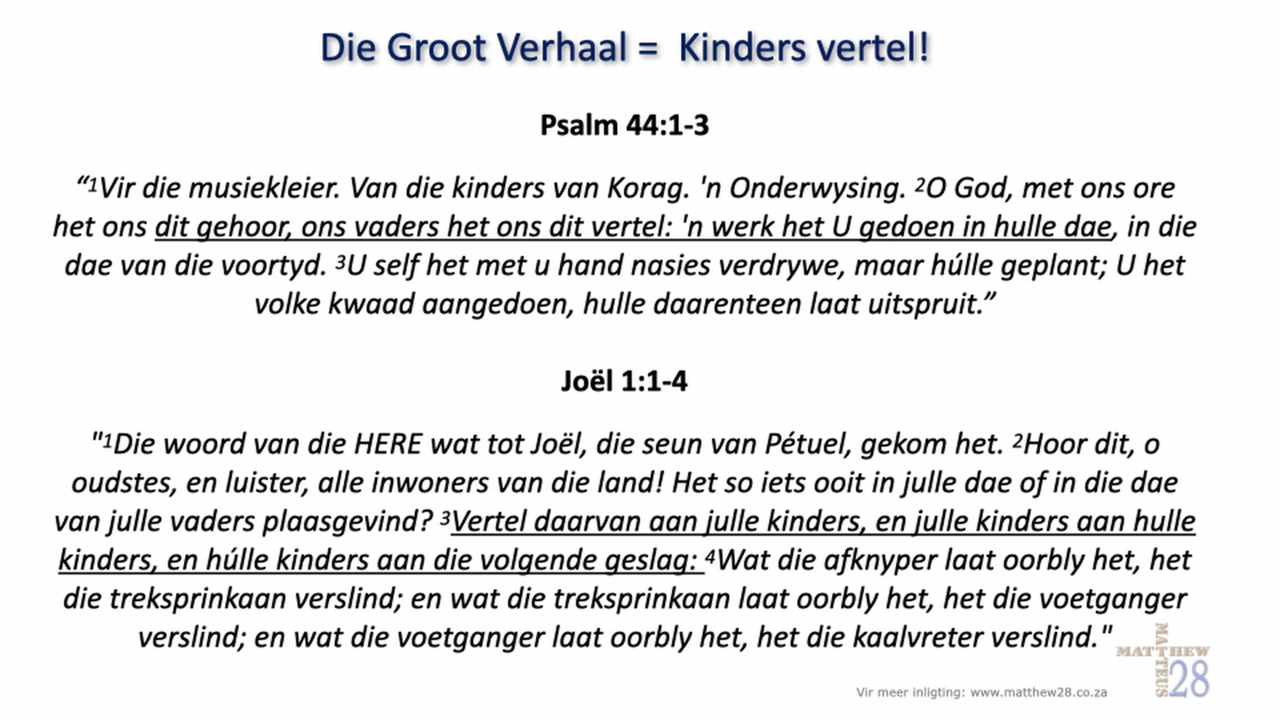 Die Groot Verhaal = Kinders vertel!
Psalm 44:1-3
“1Vir die musiekleier. Van die kinders van Korag. 'n Onderwysing. 2O God, met ons ore
het ons dit gehoor, ons vaders het ons dit vertel: 'n werk het U gedoen in hulle dae, in die
dae van die voortyd. 3U self het met u hand nasies verdrywe, maar húlle geplant; U het
volke kwaad aangedoen, hulle daarenteen laat uitspruit.”
Joël 1:1-4
"1Die woord van die HERE wat tot Joël, die seun van Pétuel, gekom het. 2Hoor dit, o
oudstes, en luister, alle inwoners van die land! Het so iets ooit in julle dae of in die dae
van julle vaders plaasgevind? 3Vertel daarvan aan julle kinders, en julle kinders aan hulle
kinders, en húlle kinders aan die volgende geslag: 4Wat die afknyper laat oorbly het, het
die treksprinkaan verslind; en wat die treksprinkaan laat oorbly het, het die voetganger
verslind; en wat die voetganger laat oorbly het, het die kaalvreter verslind."
MATTHEW
MATTEUS
28
Vir meer inligting: www.matthew28.co.za